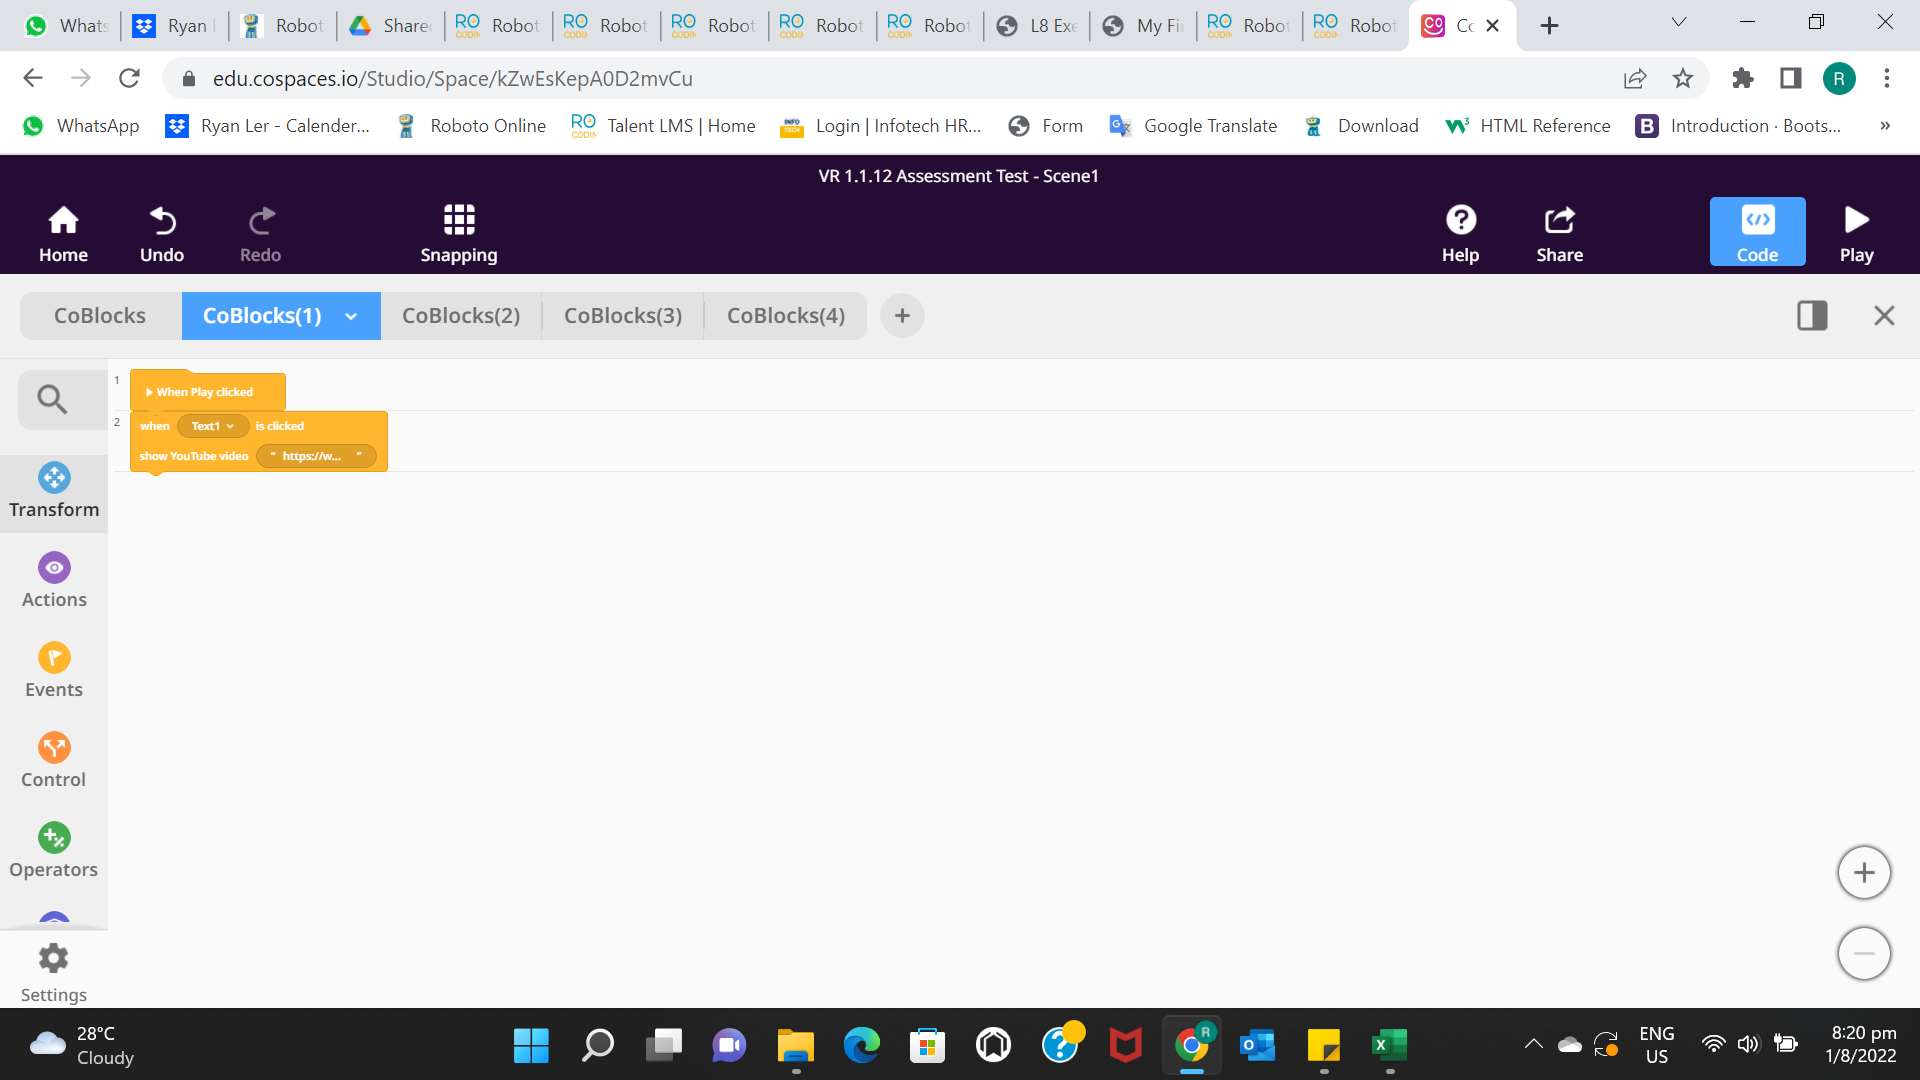 Whats
Ryan
Robot
Share
Robot
Robot
Robot
Robot
Robot
L8 Exe
My Fi
Robot
Robot
Co
edu.cospaces.io/Studio/Space/kZwEsKepA0D2mvCu
R
WhatsApp
Ryan Ler - Calender...
Roboto Online
Talent LMS | Home
Login | Infotech HR...
Form
Google Translate
Download
HTML Reference
Introduction · Boots...
»
VR 1.1.12 Assessment Test - Scene1
Home
Undo
Redo
Snapping
Help
Share
Code
Play
CoBlocks
CoBlocks(1)
CoBlocks(2)
CoBlocks(3)
CoBlocks(4)
1
When Play clicked
2
when Text1 is clicked
show YouTube video " https://w... "
Transform
Actions
Events
Control
Operators
Settings
28°C
Cloudy
ENG
US
8:20 pm
1/8/2022